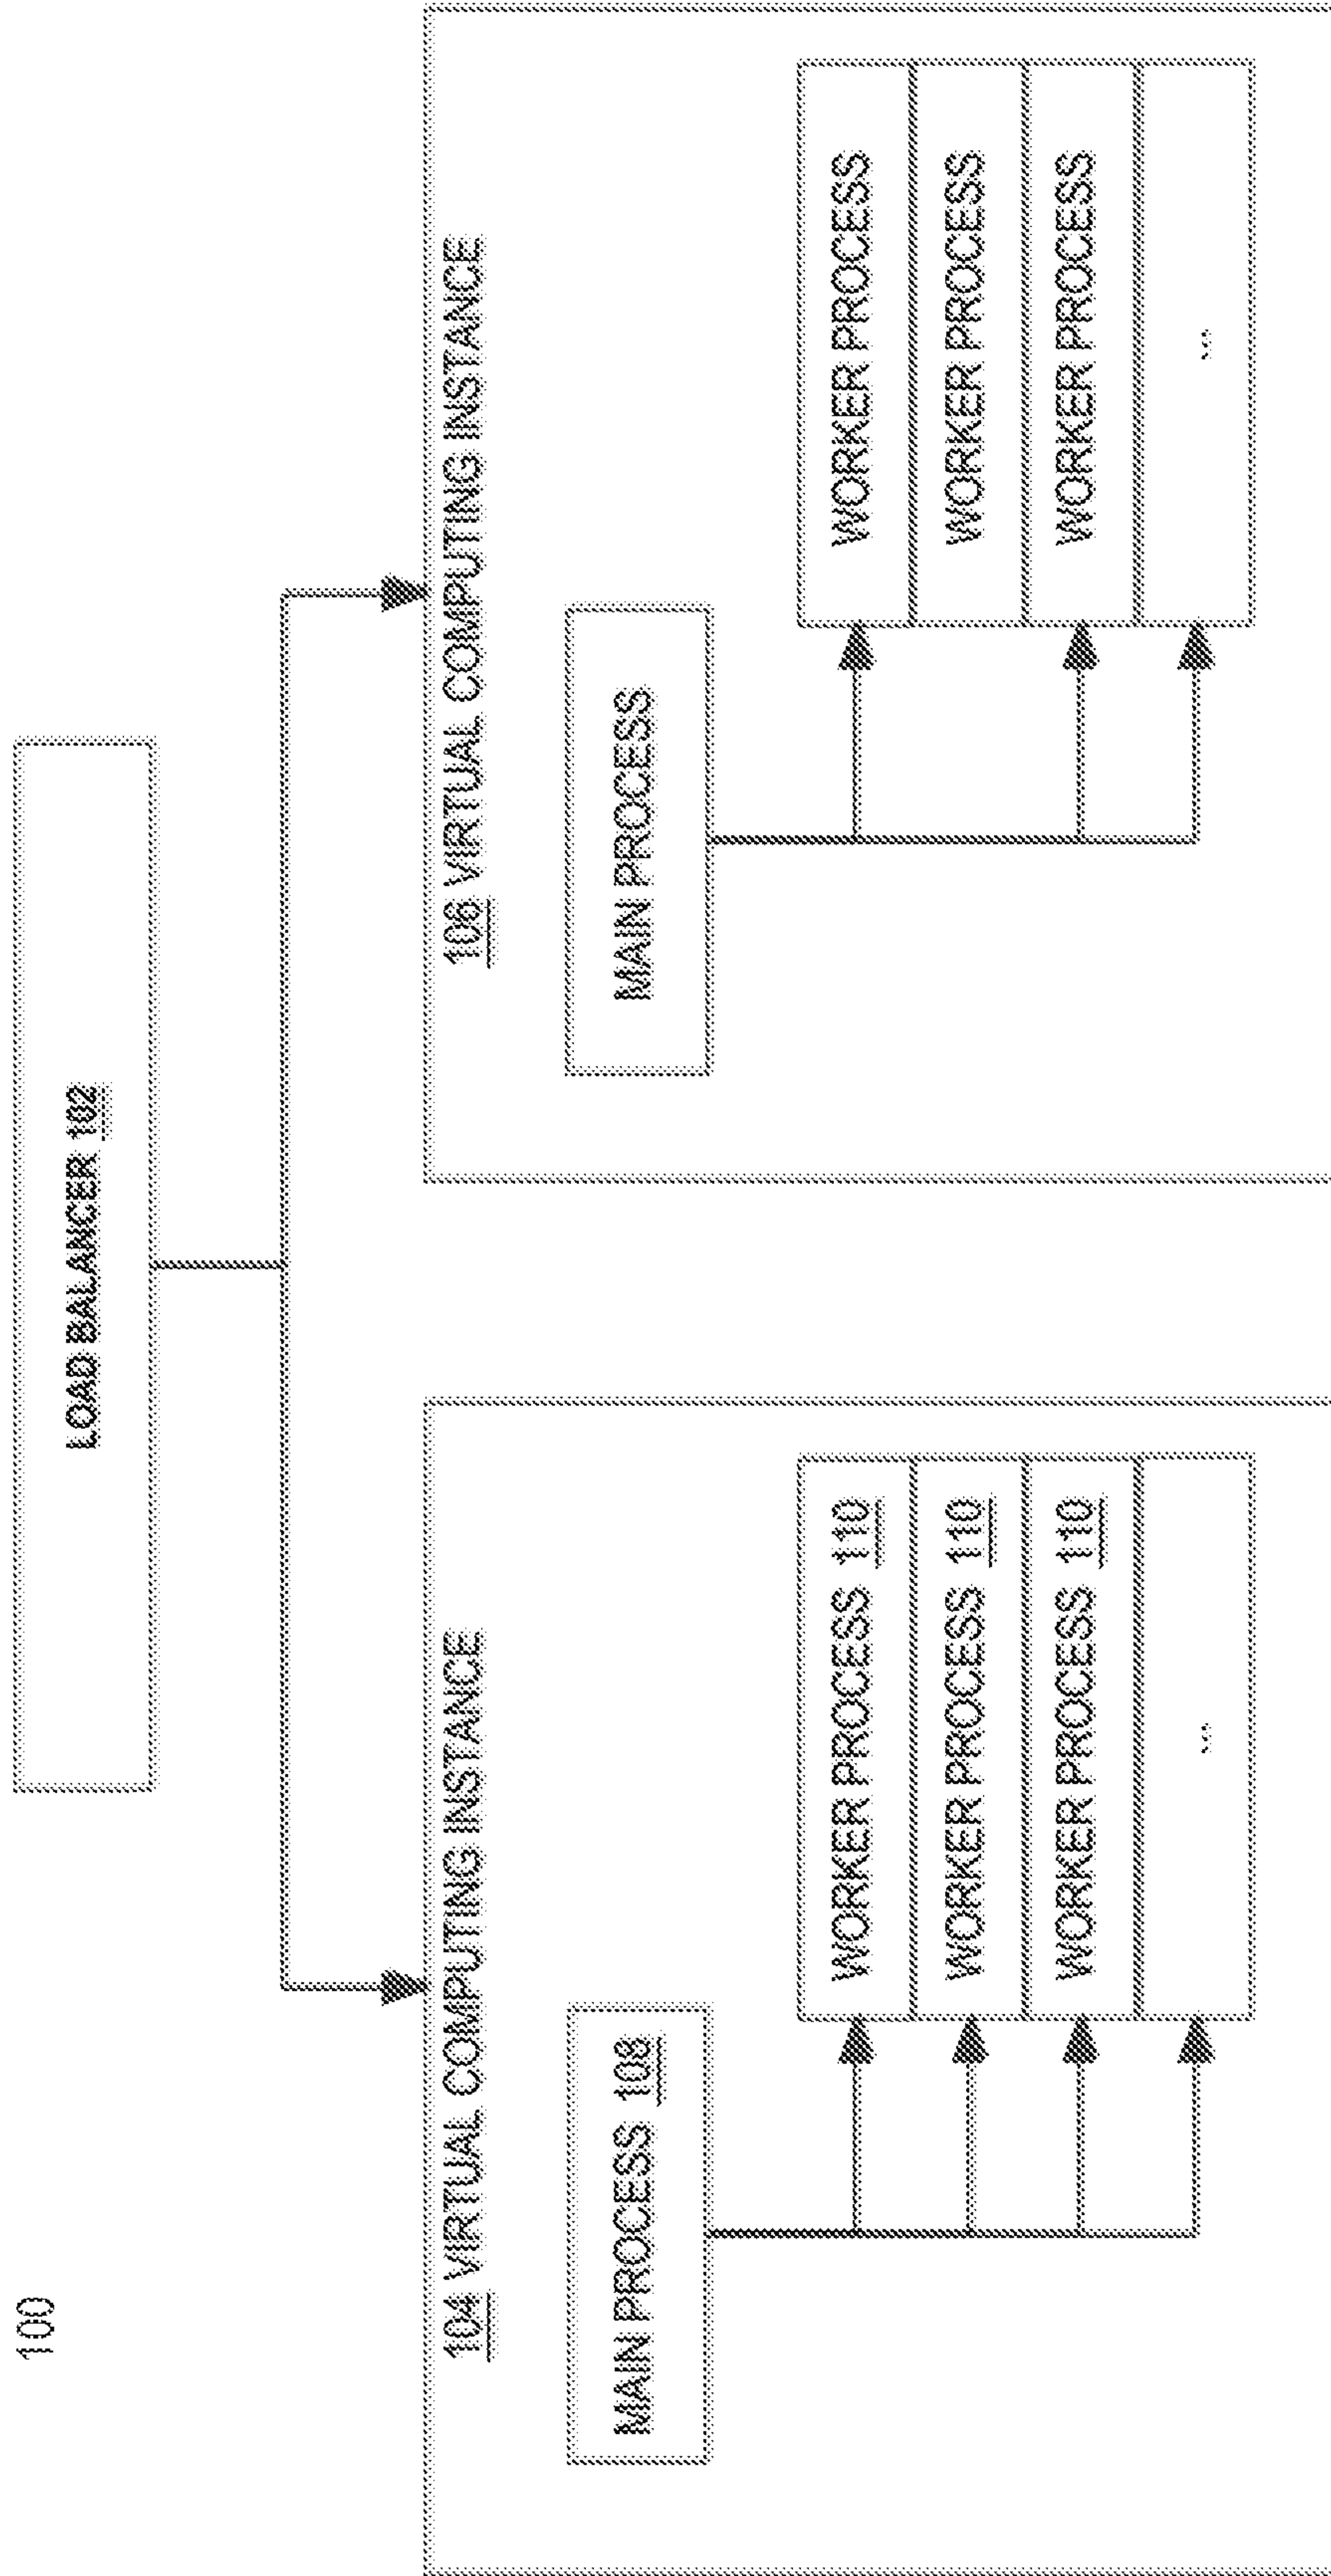 100
LOAD BALANCER 102
104 VIRTUAL COMPUTING INSTANCE
MAIN PROCESS 108
WORKER PROCESS 110
WORKER PROCESS 110
WORKER PROCESS 110
...
106 VIRTUAL COMPUTING INSTANCE
MAIN PROCESS
WORKER PROCESS
WORKER PROCESS
WORKER PROCESS
...